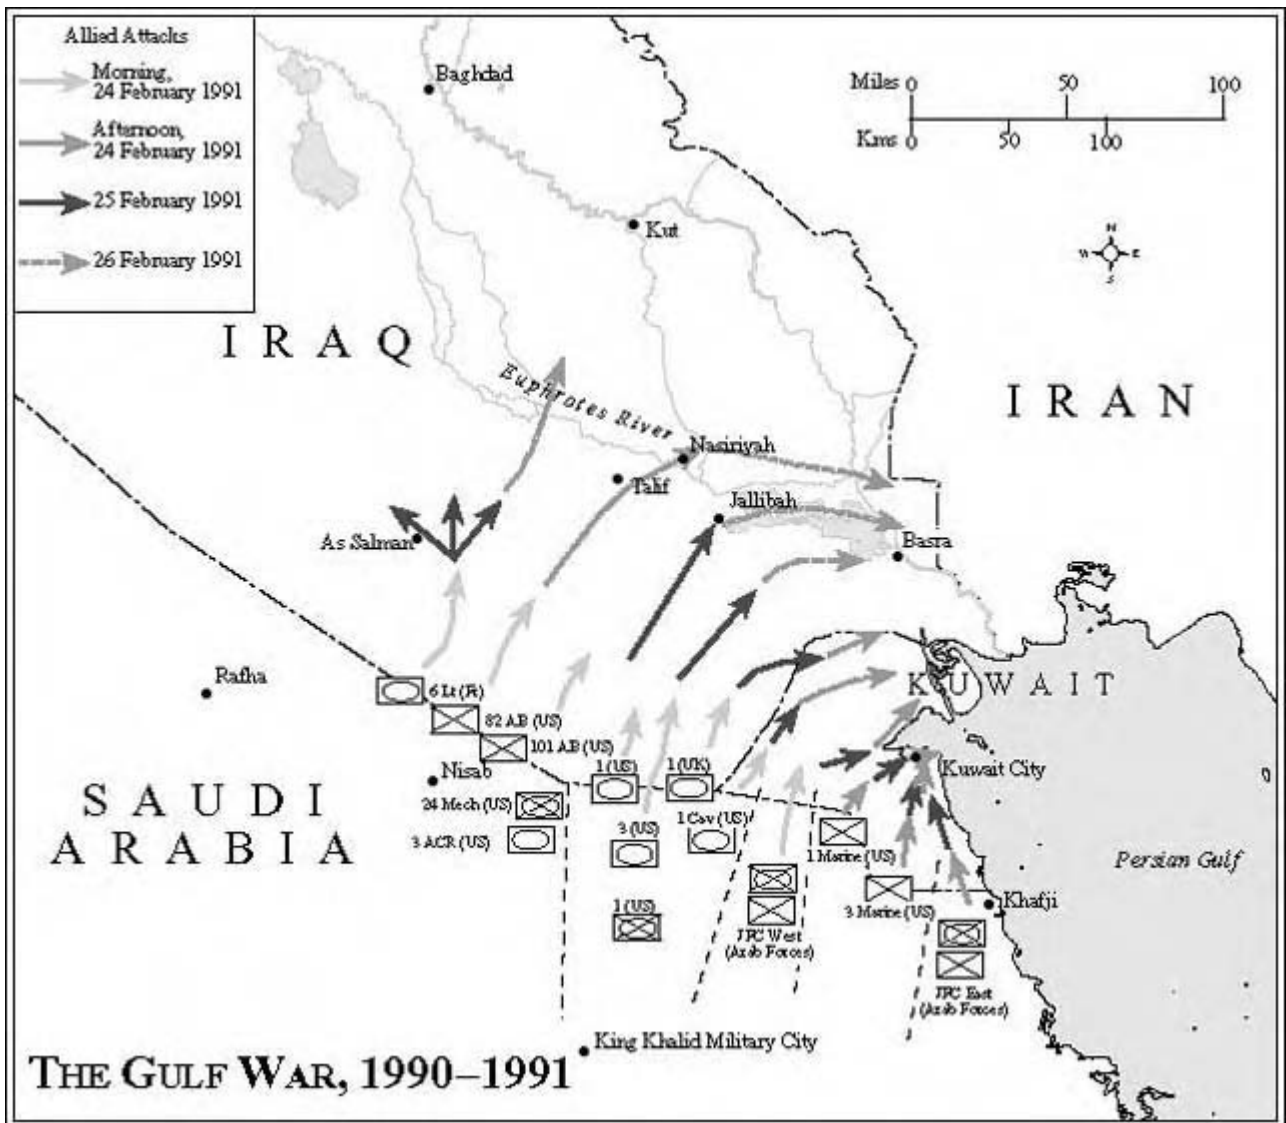 Allied Attacks
Morning,
24 February 1991
Afternoon,
24 February 1991
25 February 1991
26 February 1991
Miles 0 50 100
Kms 50 100
N
W E
S
Baghdad
Kut
IRAQ
IRAN
Euphrotes River
Nasiriyah
Talif
Jallibah
As Salman
Basra
Rafha
6 Lt (Fr)
82 AB (US)
101 AB (US)
KUWAIT
Nisab
1 (US)
1 (UK)
Kuwait City
SAUDI
ARABIA
24 Mech (US)
3 ACR (US)
3 (US)
1 Cav (US)
1 Marine (US)
Persian Gulf
1 (US)
JFC West
(Arab Forces)
3 Marine (US)
Khafji
JFC East
(Arab Forces)
King Khalid Military City
THE GULF WAR, 1990–1991